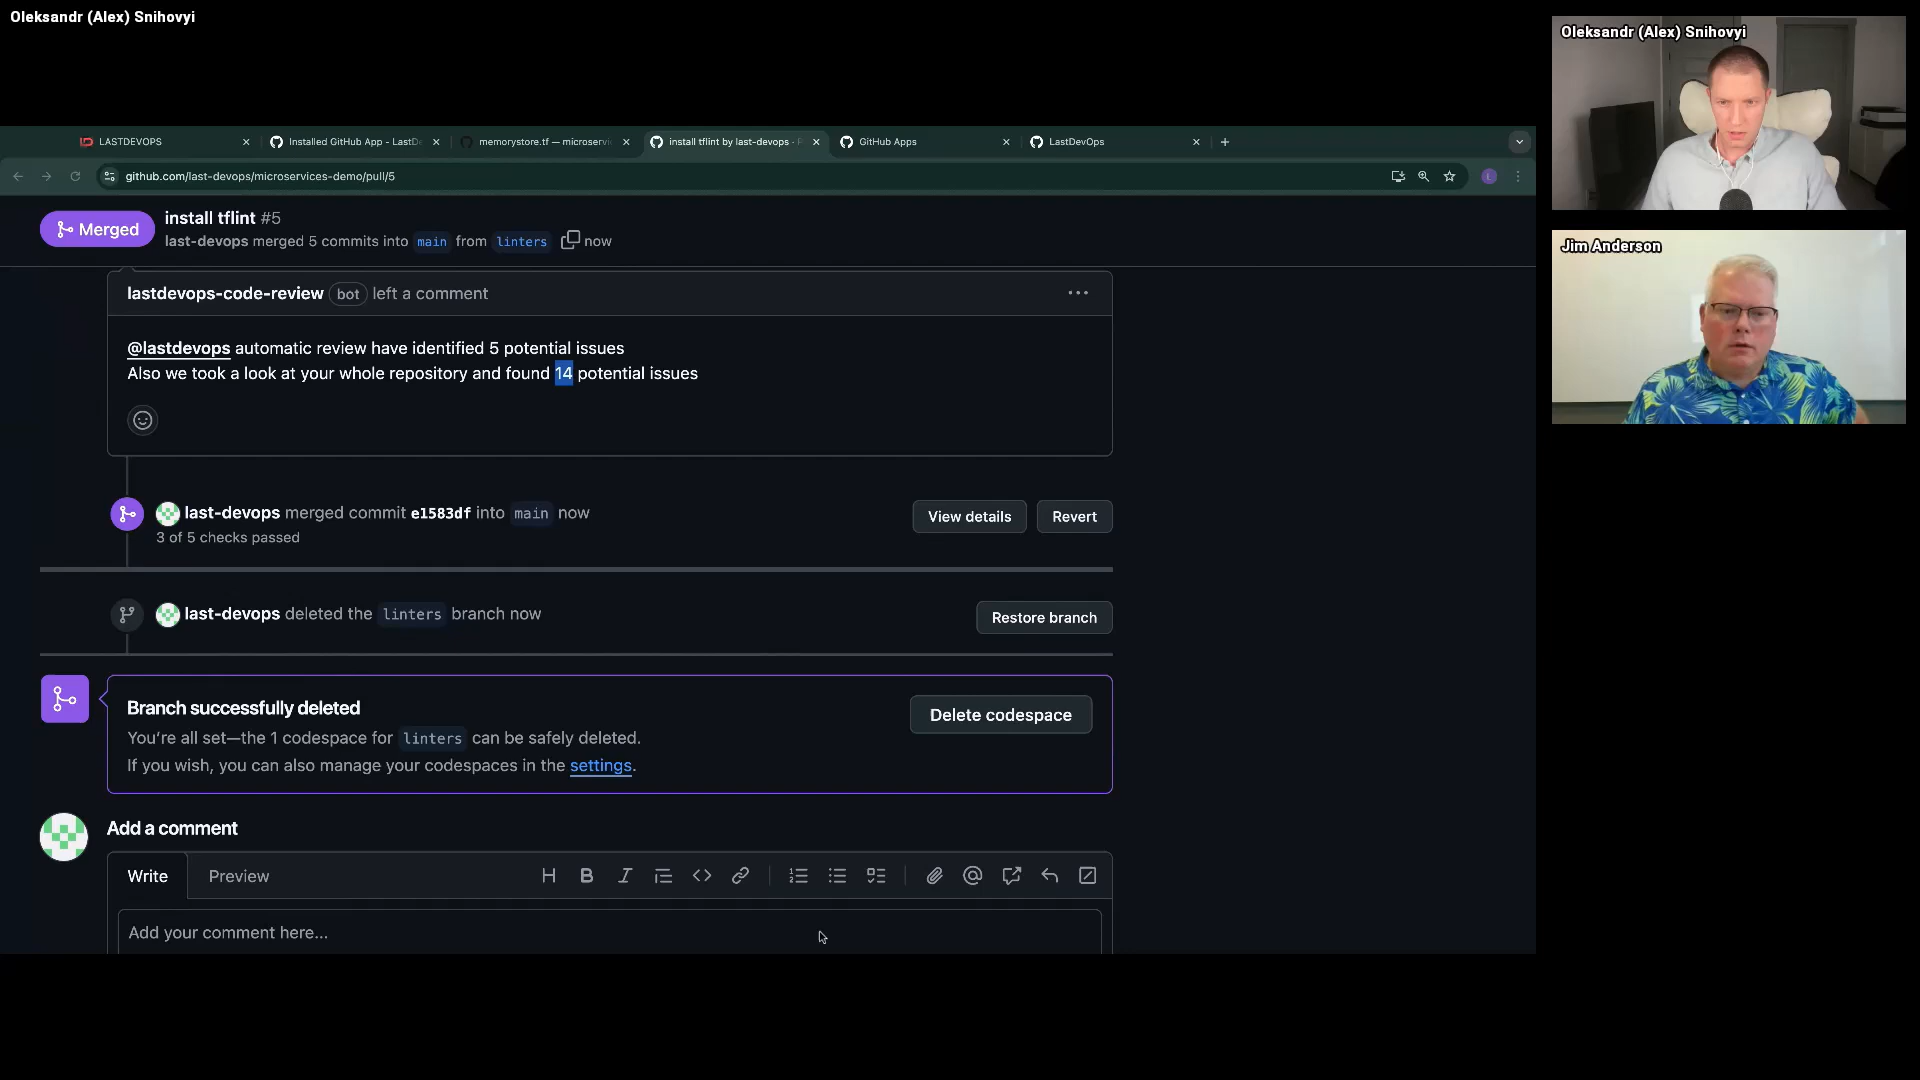 Oleksandr (Alex) Snihovyi
LASTDEVOPS
Installed GitHub App - LastDe
memorystore.tf — microservic
install tflint by last-devops · P
GitHub Apps
LastDevOps
github.com/last-devops/microservices-demo/pull/5
Merged
install tflint #5
last-devops merged 5 commits into main from linters now
lastdevops-code-review bot left a comment
@lastdevops automatic review have identified 5 potential issues
Also we took a look at your whole repository and found 14 potential issues
last-devops merged commit e1583df into main now
View details
Revert
3 of 5 checks passed
last-devops deleted the linters branch now
Restore branch
Branch successfully deleted
Delete codespace
You're all set—the 1 codespace for linters can be safely deleted.
If you wish, you can also manage your codespaces in the settings.
Add a comment
Write
Preview
Add your comment here...
Oleksandr (Alex) Snihovyi
Jim Anderson